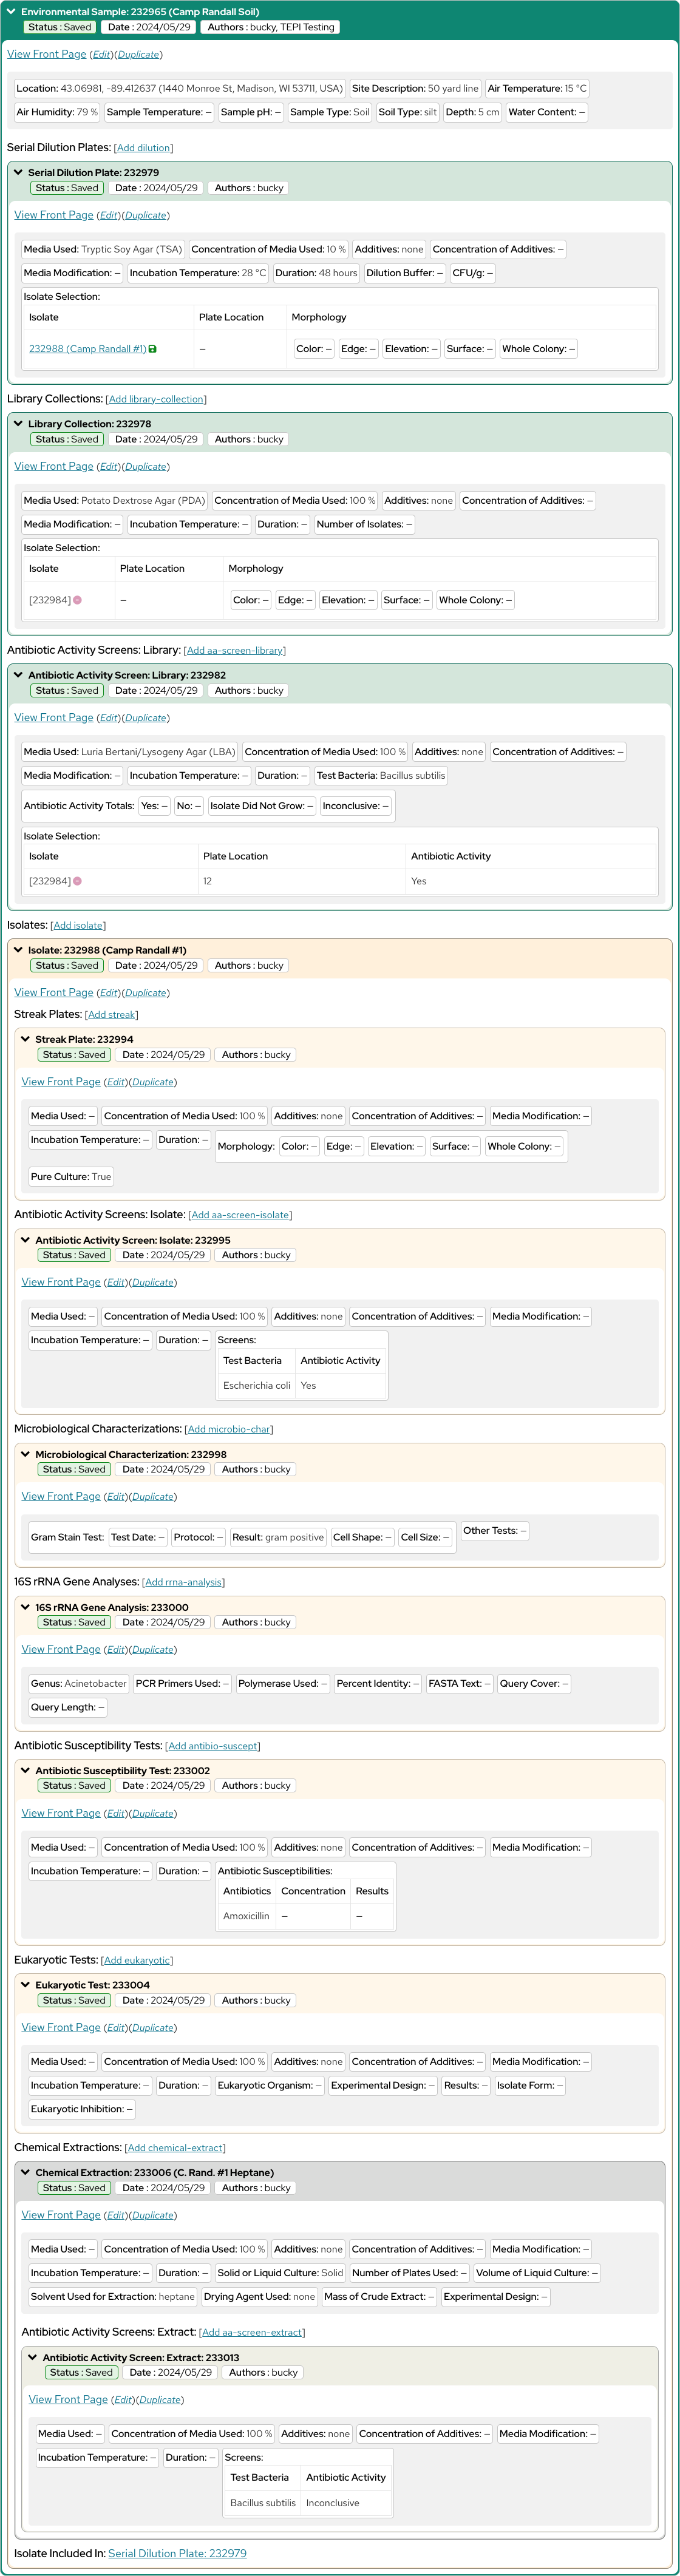 Environmental Sample: 232965 (Camp Randall Soil)
Status : Saved Date : 2024/05/29 Authors : bucky, TEPI Testing
View Front Page (Edit)(Duplicate)
Location: 43.06981, -89.412637 (1440 Monroe St, Madison, WI 53711, USA) Site Description: 50 yard line Air Temperature: 15 °C
Air Humidity: 79 % Sample Temperature: – Sample pH: – Sample Type: Soil Soil Type: silt Depth: 5 cm Water Content: –
Serial Dilution Plates: [Add dilution]
Serial Dilution Plate: 232979
Status : Saved Date : 2024/05/29 Authors : bucky
View Front Page (Edit)(Duplicate)
Media Used: Tryptic Soy Agar (TSA) Concentration of Media Used: 10 % Additives: none Concentration of Additives: –
Media Modification: – Incubation Temperature: 28 °C Duration: 48 hours Dilution Buffer: – CFU/g: –
Isolate Selection:
Isolate Plate Location Morphology
232988 (Camp Randall #1) – Color: – Edge: – Elevation: – Surface: – Whole Colony: –
Library Collections: [Add library-collection]
Library Collection: 232978
Status : Saved Date : 2024/05/29 Authors : bucky
View Front Page (Edit)(Duplicate)
Media Used: Potato Dextrose Agar (PDA) Concentration of Media Used: 100 % Additives: none Concentration of Additives: –
Media Modification: – Incubation Temperature: – Duration: – Number of Isolates: –
Isolate Selection:
Isolate Plate Location Morphology
[232984] – Color: – Edge: – Elevation: – Surface: – Whole Colony: –
Antibiotic Activity Screens: Library: [Add aa-screen-library]
Antibiotic Activity Screen: Library: 232982
Status : Saved Date : 2024/05/29 Authors : bucky
View Front Page (Edit)(Duplicate)
Media Used: Luria Bertani/Lysogeny Agar (LBA) Concentration of Media Used: 100 % Additives: none Concentration of Additives: –
Media Modification: – Incubation Temperature: – Duration: – Test Bacteria: Bacillus subtilis
Antibiotic Activity Totals: Yes: – No: – Isolate Did Not Grow: – Inconclusive: –
Isolate Selection:
Isolate Plate Location Antibiotic Activity
[232984] 12 Yes
Isolates: [Add isolate]
Isolate: 232988 (Camp Randall #1)
Status : Saved Date : 2024/05/29 Authors : bucky
View Front Page (Edit)(Duplicate)
Streak Plates: [Add streak]
Streak Plate: 232994
Status : Saved Date : 2024/05/29 Authors : bucky
View Front Page (Edit)(Duplicate)
Media Used: – Concentration of Media Used: 100 % Additives: none Concentration of Additives: – Media Modification: –
Incubation Temperature: – Duration: – Morphology: Color: – Edge: – Elevation: – Surface: – Whole Colony: –
Pure Culture: True
Antibiotic Activity Screens: Isolate: [Add aa-screen-isolate]
Antibiotic Activity Screen: Isolate: 232995
Status : Saved Date : 2024/05/29 Authors : bucky
View Front Page (Edit)(Duplicate)
Media Used: – Concentration of Media Used: 100 % Additives: none Concentration of Additives: – Media Modification: –
Incubation Temperature: – Duration: – Screens:
Test Bacteria Antibiotic Activity
Escherichia coli Yes
Microbiological Characterizations: [Add microbio-char]
Microbiological Characterization: 232998
Status : Saved Date : 2024/05/29 Authors : bucky
View Front Page (Edit)(Duplicate)
Gram Stain Test: Test Date: – Protocol: – Result: gram positive Cell Shape: – Cell Size: – Other Tests: –
16S rRNA Gene Analyses: [Add rrna-analysis]
16S rRNA Gene Analysis: 233000
Status : Saved Date : 2024/05/29 Authors : bucky
View Front Page (Edit)(Duplicate)
Genus: Acinetobacter PCR Primers Used: – Polymerase Used: – Percent Identity: – FASTA Text: – Query Cover: –
Query Length: –
Antibiotic Susceptibility Tests: [Add antibio-suscept]
Antibiotic Susceptibility Test: 233002
Status : Saved Date : 2024/05/29 Authors : bucky
View Front Page (Edit)(Duplicate)
Media Used: – Concentration of Media Used: 100 % Additives: none Concentration of Additives: – Media Modification: –
Incubation Temperature: – Duration: – Antibiotic Susceptibilities:
Antibiotics Concentration Results
Amoxicillin – –
Eukaryotic Tests: [Add eukaryotic]
Eukaryotic Test: 233004
Status : Saved Date : 2024/05/29 Authors : bucky
View Front Page (Edit)(Duplicate)
Media Used: – Concentration of Media Used: 100 % Additives: none Concentration of Additives: – Media Modification: –
Incubation Temperature: – Duration: – Eukaryotic Organism: – Experimental Design: – Results: – Isolate Form: –
Eukaryotic Inhibition: –
Chemical Extractions: [Add chemical-extract]
Chemical Extraction: 233006 (C. Rand. #1 Heptane)
Status : Saved Date : 2024/05/29 Authors : bucky
View Front Page (Edit)(Duplicate)
Media Used: – Concentration of Media Used: 100 % Additives: none Concentration of Additives: – Media Modification: –
Incubation Temperature: – Duration: – Solid or Liquid Culture: Solid Number of Plates Used: – Volume of Liquid Culture: –
Solvent Used for Extraction: heptane Drying Agent Used: none Mass of Crude Extract: – Experimental Design: –
Antibiotic Activity Screens: Extract: [Add aa-screen-extract]
Antibiotic Activity Screen: Extract: 233013
Status : Saved Date : 2024/05/29 Authors : bucky
View Front Page (Edit)(Duplicate)
Media Used: – Concentration of Media Used: 100 % Additives: none Concentration of Additives: – Media Modification: –
Incubation Temperature: – Duration: – Screens:
Test Bacteria Antibiotic Activity
Bacillus subtilis Inconclusive
Isolate Included In: Serial Dilution Plate: 232979